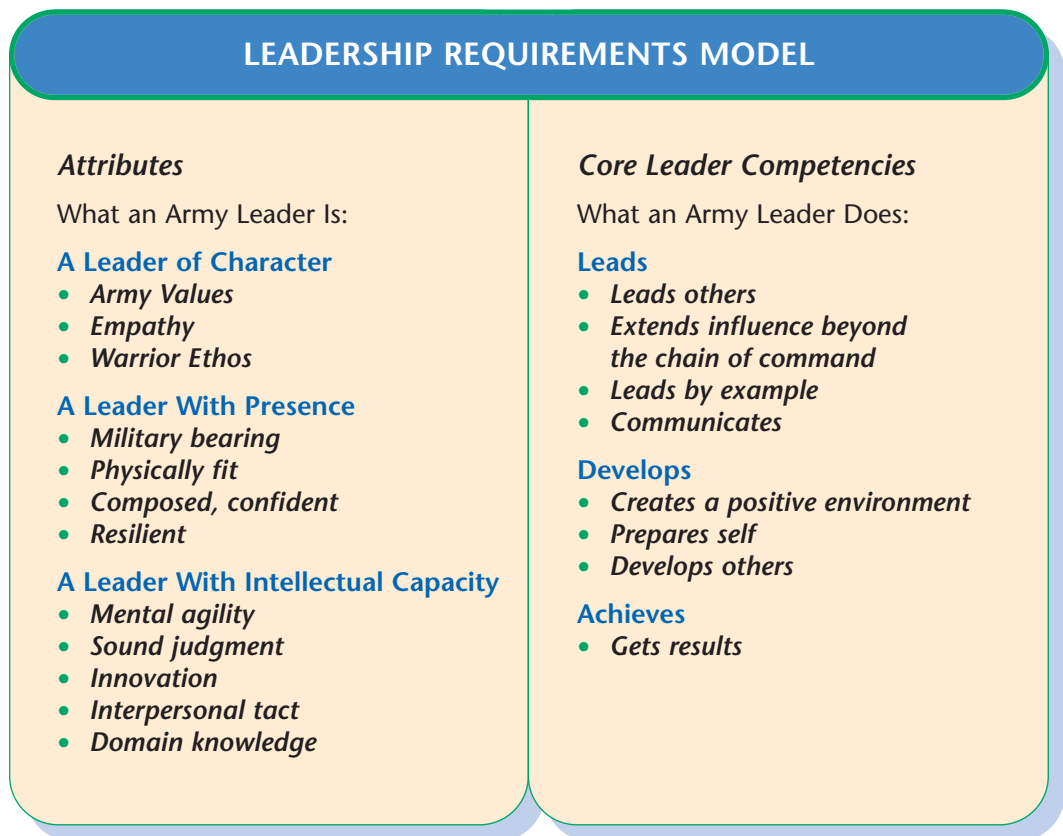 LEADERSHIP REQUIREMENTS MODEL
Attributes
What an Army Leader Is:
A Leader of Character
• Army Values
• Empathy
• Warrior Ethos
A Leader With Presence
• Military bearing
• Physically fit
• Composed, confident
• Resilient
A Leader With Intellectual Capacity
• Mental agility
• Sound judgment
• Innovation
• Interpersonal tact
• Domain knowledge
Core Leader Competencies
What an Army Leader Does:
Leads
• Leads others
• Extends influence beyond
the chain of command
• Leads by example
• Communicates
Develops
• Creates a positive environment
• Prepares self
• Develops others
Achieves
• Gets results